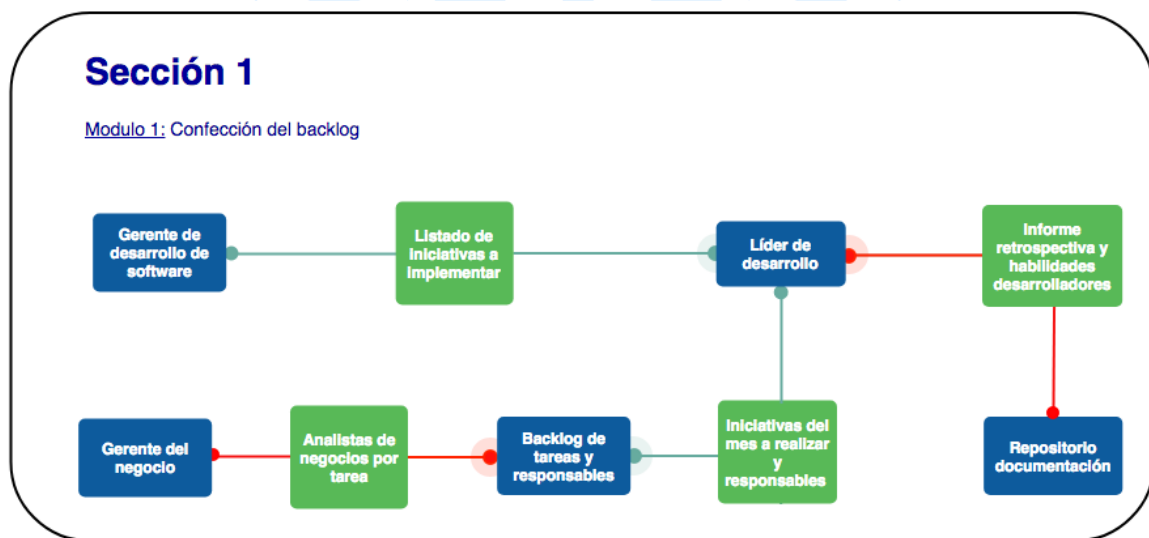 Sección 1
Modulo 1: Confección del backlog
Gerente de
desarrollo de
software
Listado de
iniciativas a
implementar
Líder de
desarrollo
Informe
retrospectiva y
habilidades
desarrolladores
Gerente del
negocio
Analistas de
negocios por
tarea
Backlog de
tareas y
responsables
Iniciativas del
mes a realizar
y
responsables
Repositorio
documentación